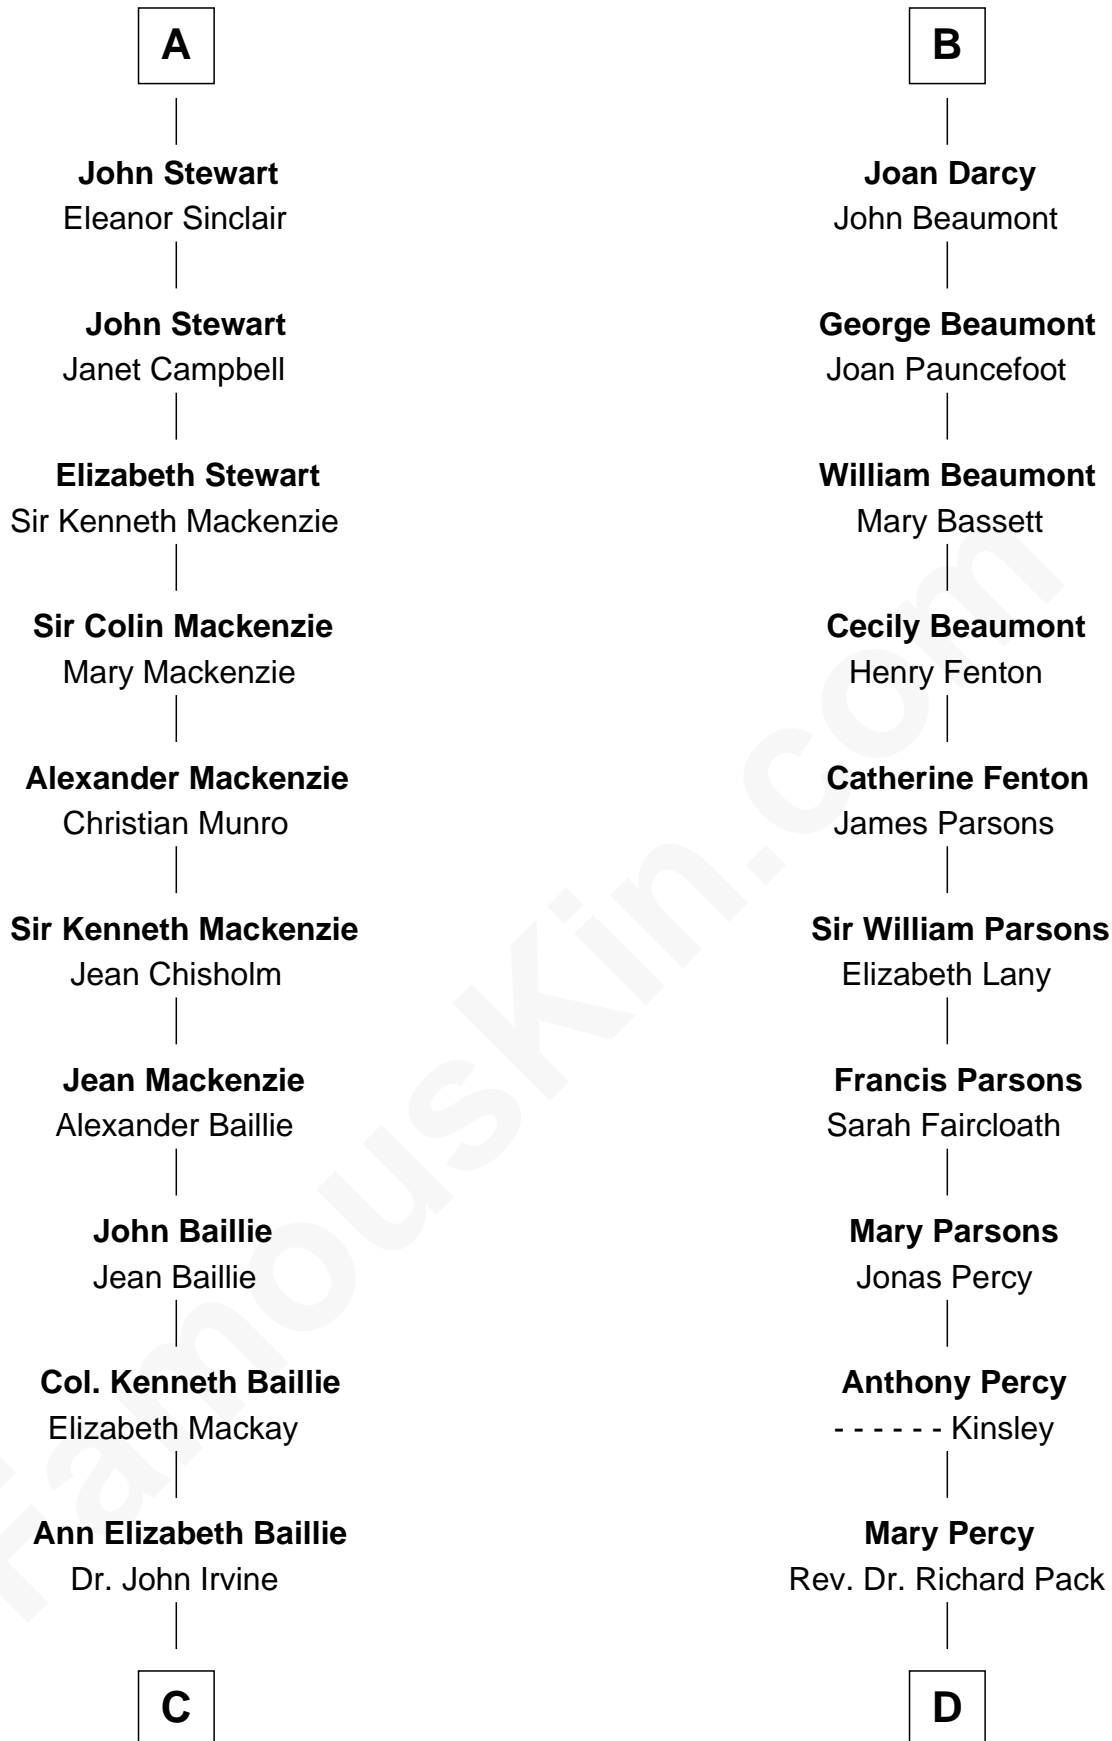 A
John Stewart
Eleanor Sinclair
John Stewart
Janet Campbell
Elizabeth Stewart
Sir Kenneth Mackenzie
Sir Colin Mackenzie
Mary Mackenzie
Alexander Mackenzie
Christian Munro
Sir Kenneth Mackenzie
Jean Chisholm
Jean Mackenzie
Alexander Baillie
John Baillie
Jean Baillie
Col. Kenneth Baillie
Elizabeth Mackay
Ann Elizabeth Baillie
Dr. John Irvine
C
B
Joan Darcy
John Beaumont
George Beaumont
Joan Pauncefoot
William Beaumont
Mary Bassett
Cecily Beaumont
Henry Fenton
Catherine Fenton
James Parsons
Sir William Parsons
Elizabeth Lany
Francis Parsons
Sarah Faircloath
Mary Parsons
Jonas Percy
Anthony Percy
- - - - - - Kinsley
Mary Percy
Rev. Dr. Richard Pack
D
FamousKin.com